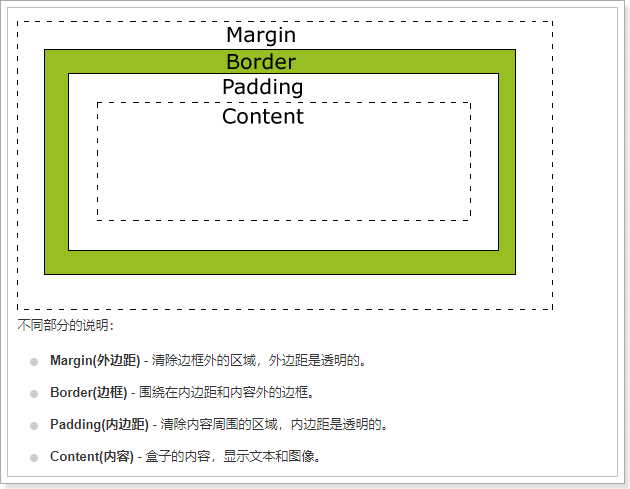 Margin
Border
Padding
Content
不同部分的说明：
Margin(外边距) - 清除边框外的区域，外边距是透明的。
Border(边框) - 围绕在内边距和内容外的边框。
Padding(内边距) - 清除内容周围的区域，内边距是透明的。
Content(内容) - 盒子的内容，显示文本和图像。